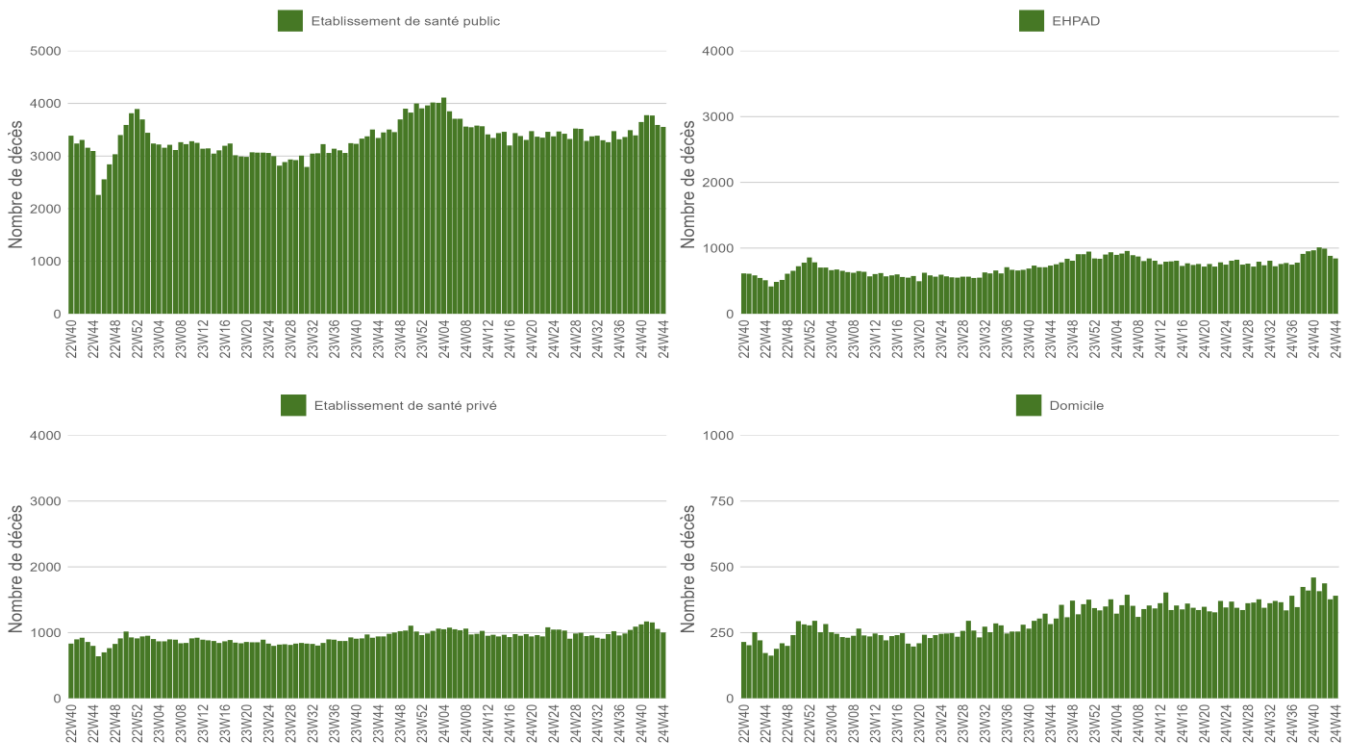 Etablissement de santé public
Nombre de décès
5000
4000
3000
2000
1000
0
22W40
22W44
22W48
22W52
23W04
23W08
23W12
23W16
23W20
23W24
23W28
23W32
23W36
23W40
23W44
23W48
23W52
24W04
24W08
24W12
24W16
24W20
24W24
24W28
24W32
24W36
24W40
24W44
EHPAD
Nombre de décès
4000
3000
2000
1000
0
22W40
22W44
22W48
22W52
23W04
23W08
23W12
23W16
23W20
23W24
23W28
23W32
23W36
23W40
23W44
23W48
23W52
24W04
24W08
24W12
24W16
24W20
24W24
24W28
24W32
24W36
24W40
24W44
Etablissement de santé privé
Nombre de décès
4000
3000
2000
1000
0
22W40
22W44
22W48
22W52
23W04
23W08
23W12
23W16
23W20
23W24
23W28
23W32
23W36
23W40
23W44
23W48
23W52
24W04
24W08
24W12
24W16
24W20
24W24
24W28
24W32
24W36
24W40
24W44
Domicile
Nombre de décès
1000
750
500
250
0
22W40
22W44
22W48
22W52
23W04
23W08
23W12
23W16
23W20
23W24
23W28
23W32
23W36
23W40
23W44
23W48
23W52
24W04
24W08
24W12
24W16
24W20
24W24
24W28
24W32
24W36
24W40
24W44